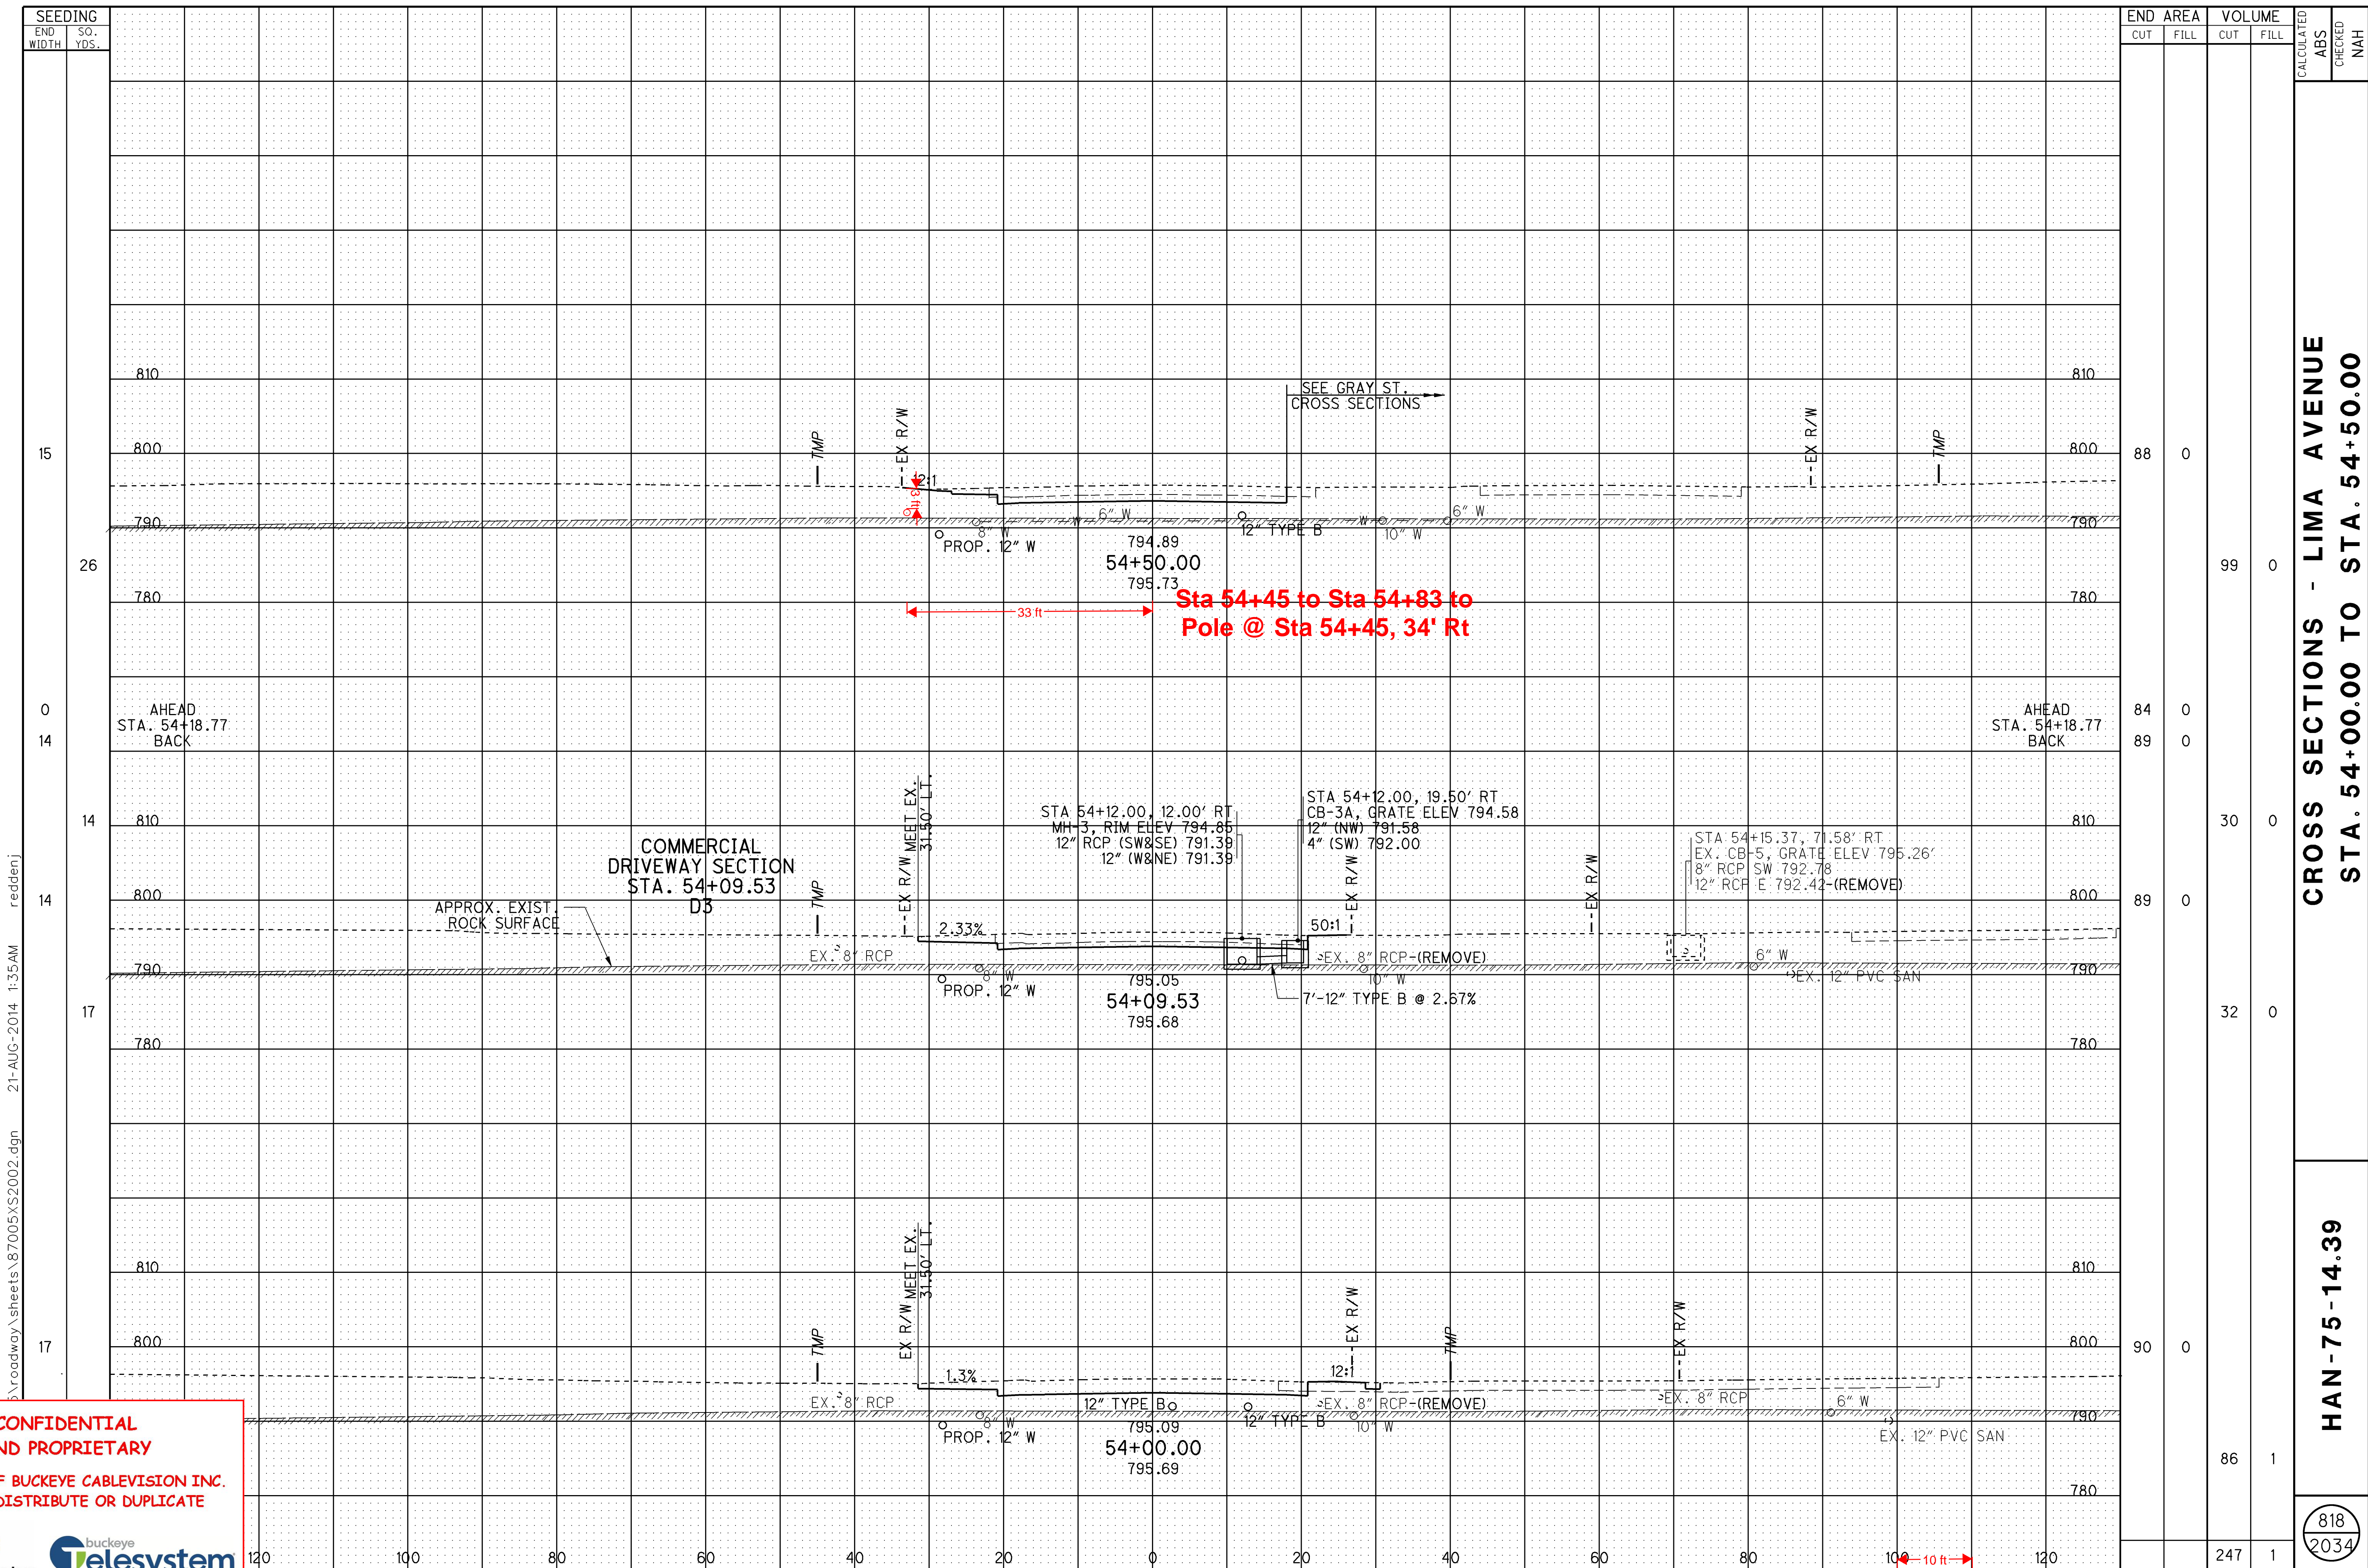 SEEDING
END WIDTH
SQ. YDS.
END AREA
VOLUME
CUT
FILL
CUT
FILL
CALCULATED
ABS
CHECKED
NAH
CROSS SECTIONS - LIMA AVENUE
STA. 54+00.00 TO STA. 54+50.00
HAN-75-14.39
818
2034
810
810
SEE GRAY ST.
CROSS SECTIONS
15
800
TMP
EX R/W
EX R/W
TMP
800
88
0
2:1
3 ft
790
PROP. 12" W
8" W
W
6" W
12" TYPE B
W
10" W
6" W
790
794.89
54+50.00
795.73
26
99
0
780
33 ft
Sta 54+45 to Sta 54+83 to
Pole @ Sta 54+45, 34' Rt
780
0
AHEAD
STA. 54+18.77
BACK
14
AHEAD
STA. 54+18.77
BACK
84
0
89
0
14
810
COMMERCIAL
DRIVEWAY SECTION
STA. 54+09.53
D3
MEET EX.
31.50' LT.
STA 54+12.00, 12.00' RT
MH-3, RIM ELEV 794.85
12" RCP (SW&SE) 791.39
12" (W&NE) 791.39
STA 54+12.00, 19.50' RT
CB-3A, GRATE ELEV 794.58
12" (NW) 791.58
4" (SW) 792.00
STA 54+15.37, 71.58' RT
EX. CB-5, GRATE ELEV 795.26'
8" RCP SW 792.78
12" RCP E 792.42-(REMOVE)
810
30
0
14
800
APPROX. EXIST.
ROCK SURFACE
TMP
EX R/W
2.33%
50:1
EX R/W
EX R/W
800
89
0
790
EX. 8" RCP
PROP. 12" W
8" W
EX. 8" RCP-(REMOVE)
10" W
6" W
EX. 12" PVC SAN
790
795.05
54+09.53
795.68
7'-12" TYPE B @ 2.67%
17
32
0
780
780
810
MEET EX.
31.50' LT.
810
17
800
TMP
EX R/W
1.3%
12:1
EX R/W
TMP
EX R/W
800
90
0
EX. 8" RCP
PROP. 12" W
8" W
12" TYPE B
12" TYPE B
EX. 8" RCP-(REMOVE)
10" W
EX. 8" RCP
6" W
EX. 12" PVC SAN
790
795.09
54+00.00
795.69
86
1
780
120
100
80
60
40
20
0
20
40
60
80
100
10 ft
120
247
1
\roadway\sheets\87005XS2002.dgn 21-AUG-2014 1:35AM reddenj
CONFIDENTIAL
ND PROPRIETARY
F BUCKEYE CABLEVISION INC.
DISTRIBUTE OR DUPLICATE
buckeye
Telesystem